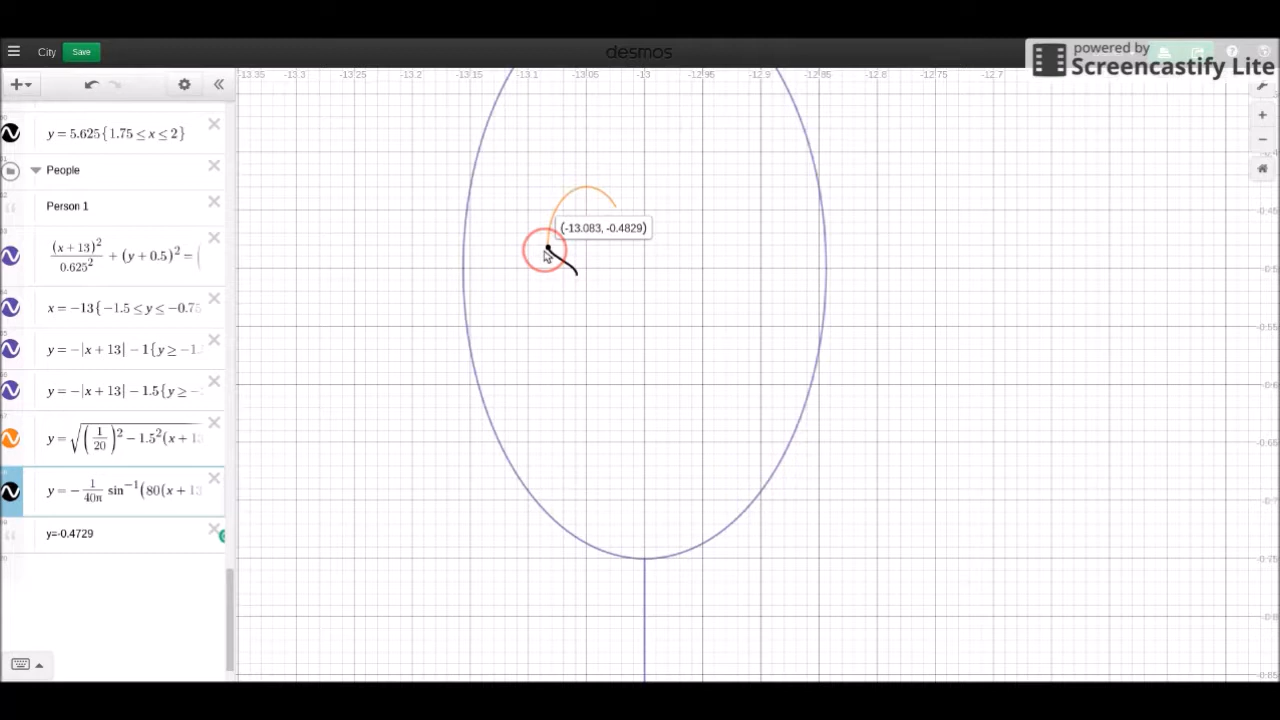 powered by
Screencastify Lite
City Save desmos
-13.35 -13.3 -13.25 -13.2 -13.15 -13.1 -13.05 -13 -12.95 -12.9 -12.85 -12.8 -12.75 -12.7
y = 5.625{1.75 ≤ x ≤ 2}
People
Person 1
(x + 13)² / 0.625² + (y + 0.5)² = (
x = −13{−1.5 ≤ y ≤ −0.75
y = −|x + 13| − 1{y ≥ −1.
y = −|x + 13| − 1.5{y ≥ −
y = √(1/20)² − 1.5²(x + 13
y = − 1/40π sin⁻¹(80(x + 13
y=-0.4729
(-13.083, -0.4829)